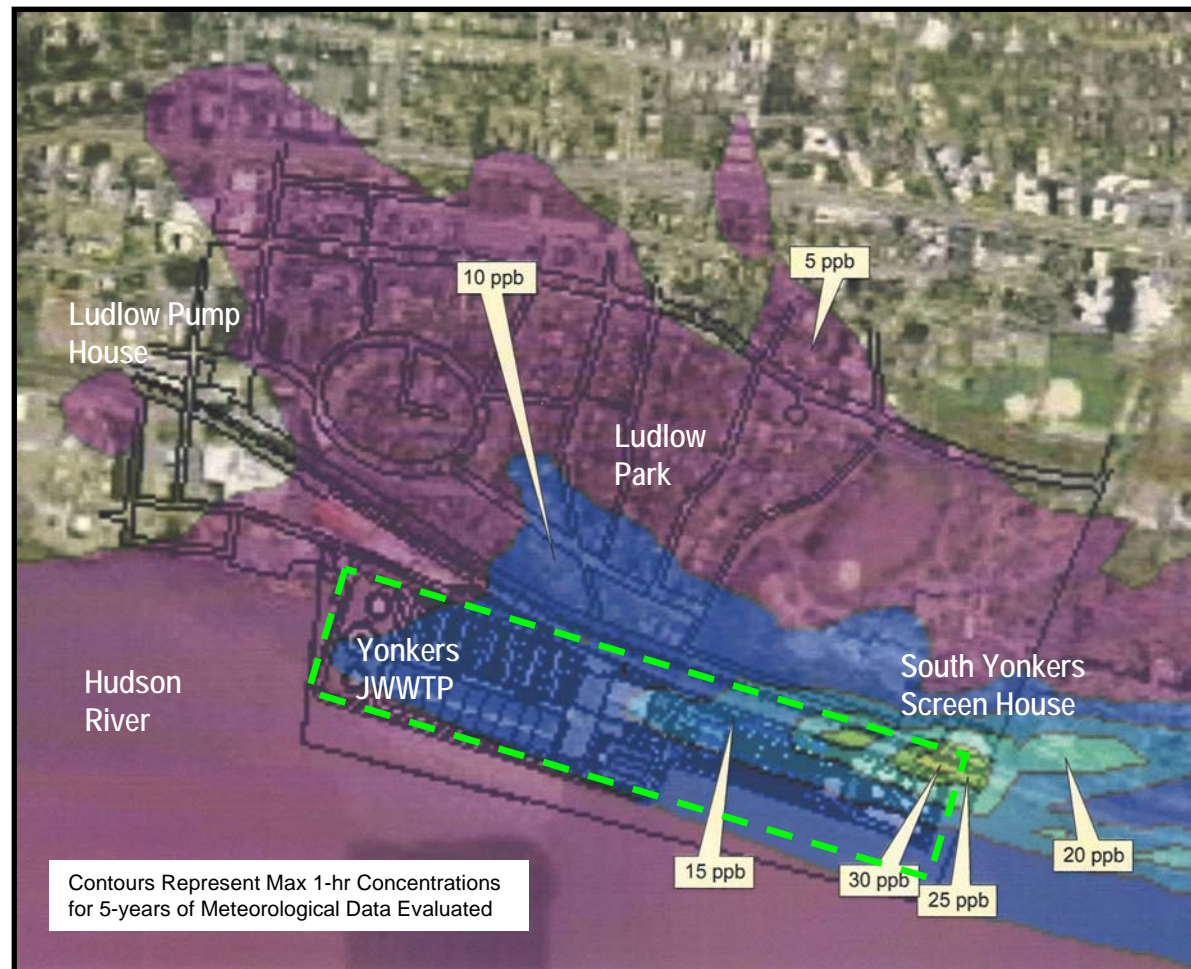 10 ppb
5 ppb
Ludlow Pump
House
Ludlow
Park
Yonkers
JWWTP
South Yonkers
Screen House
Hudson
River
15 ppb
30 ppb
25 ppb
20 ppb
Contours Represent Max 1-hr Concentrations
for 5-years of Meteorological Data Evaluated